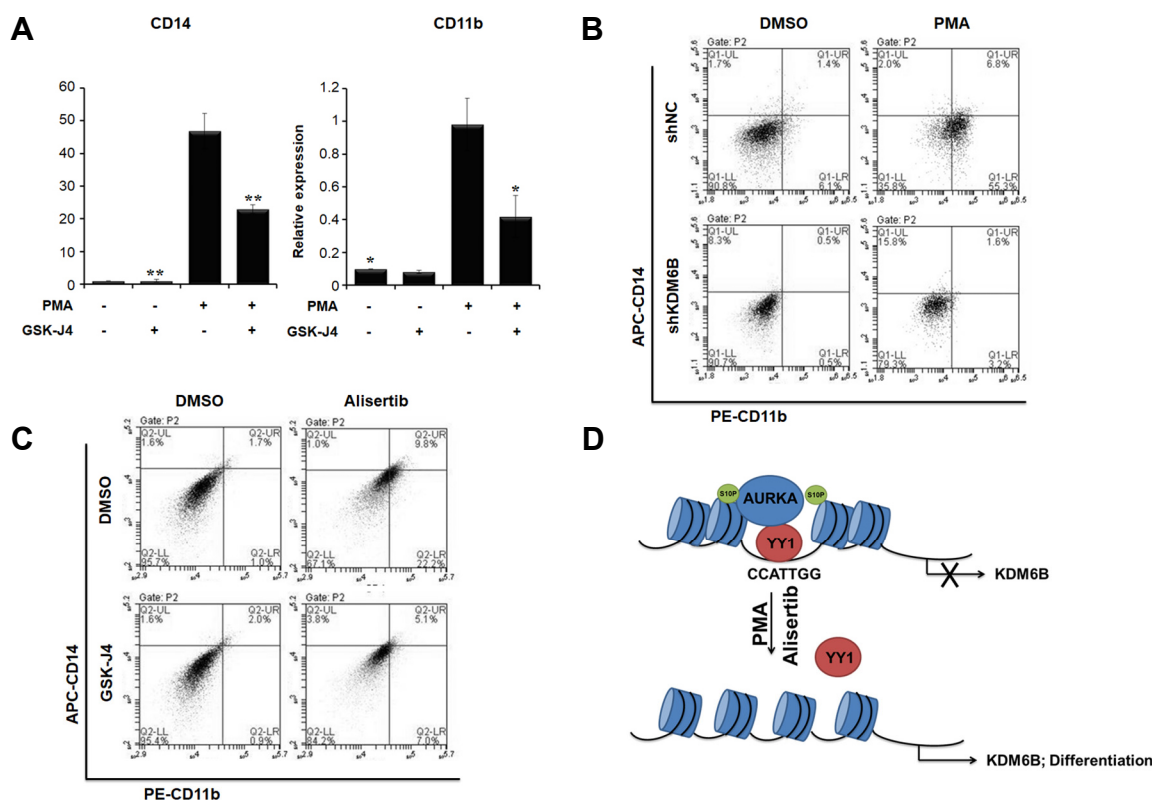 A
CD14
60
50
40
30
20
10
0
**
**
PMA - - + +
GSK-J4 - + - +
CD11b
Relative expression
1.2
1
0.8
0.6
0.4
0.2
0
*
*
PMA - - + +
GSK-J4 - + - +
B
DMSO PMA
shNC
shKDM6B
APC-CD14
PE-CD11b
Gate: P2
Q1-UL Q1-UR
1.7% 1.4%
Q1-LL Q1-LR
90.8% 6.1%
Gate: P2
Q1-UL Q1-UR
2.0% 6.8%
Q1-LL Q1-LR
35.8% 55.3%
Gate: P2
Q1-UL Q1-UR
8.3% 0.5%
Q1-LL Q1-LR
90.7% 0.5%
Gate: P2
Q1-UL Q1-UR
15.8% 1.6%
Q1-LL Q1-LR
79.3% 3.2%
C
DMSO Alisertib
DMSO
GSK-J4
APC-CD14
PE-CD11b
Gate: P2
Q2-UL Q2-UR
1.6% 1.7%
Q2-LL Q2-LR
95.7% 1.0%
Gate: P2
Q2-UL Q2-UR
1.0% 9.8%
Q2-LL Q2-LR
67.1% 22.2%
Gate: P2
Q2-UL Q2-UR
1.6% 2.0%
Q2-LL Q2-LR
95.4% 0.9%
Gate: P2
Q2-UL Q2-UR
3.8% 5.1%
Q2-LL Q2-LR
84.2% 7.0%
D
S10P AURKA S10P
YY1
CCATTGG
KDM6B
PMA
Alisertib
YY1
KDM6B; Differentiation